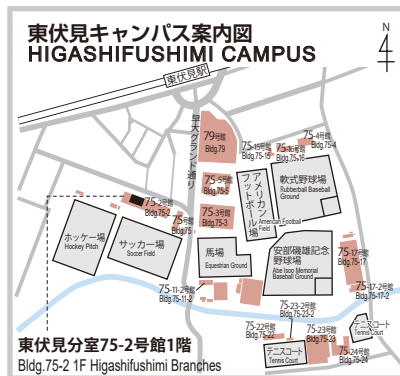 東伏見キャンパス案内図
HIGASHIFUSHIMI CAMPUS
N
4
東伏見駅
早大グランド通り
79号館
Bldg.79
75-4号館
Bldg.75-4
75-15号館
Bldg.75-15
75-16号館
Bldg.75-16
75-5号館
Bldg.75-5
アメリカン
フットボール場
American Football
Field
軟式野球場
Rubberball Baseball
Ground
75-2号館
Bldg.75-2
75号館
Bldg.75
75-3号館
Bldg.75-3
ホッケー場
Hockey Pitch
サッカー場
Soccer Field
馬場
Equestrian Ground
安部磯雄記念
野球場
Abe Isoo Memorial
Baseball Ground
75-17号館
Bldg.75-17
75-11-2号館
Bldg.75-11-2
75-17-2号館
Bldg.75-17-2
75-23-2号館
Bldg.75-23-2
75-22号館
Bldg.75-22
75-23号館
Bldg.75-23
テニスコート
Tennis Court
テニスコート
Tennis Court
75-24号館
Bldg.75-24
東伏見分室75-2号館1階
Bldg.75-2 1F Higashifushimi Branches